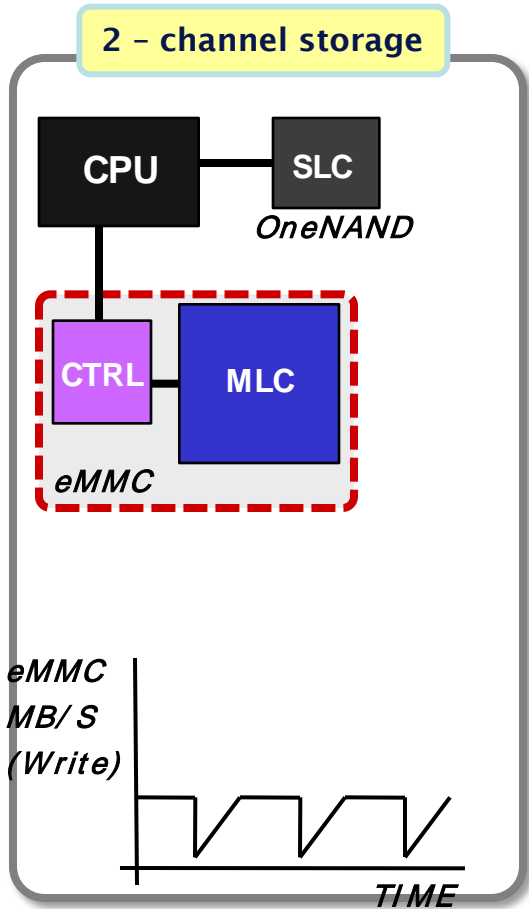 2 – channel storage
CPU
SLC
OneNAND
CTRL
MLC
eMMC
eMMC
MB/S
(Write)
TIME